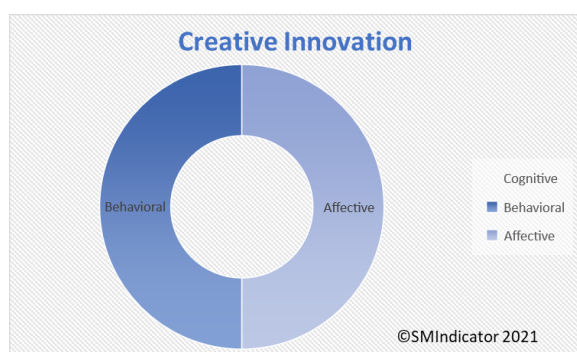 Creative Innovation
Behavioral
Affective
Cognitive
Behavioral
Affective
©SMIndicator 2021